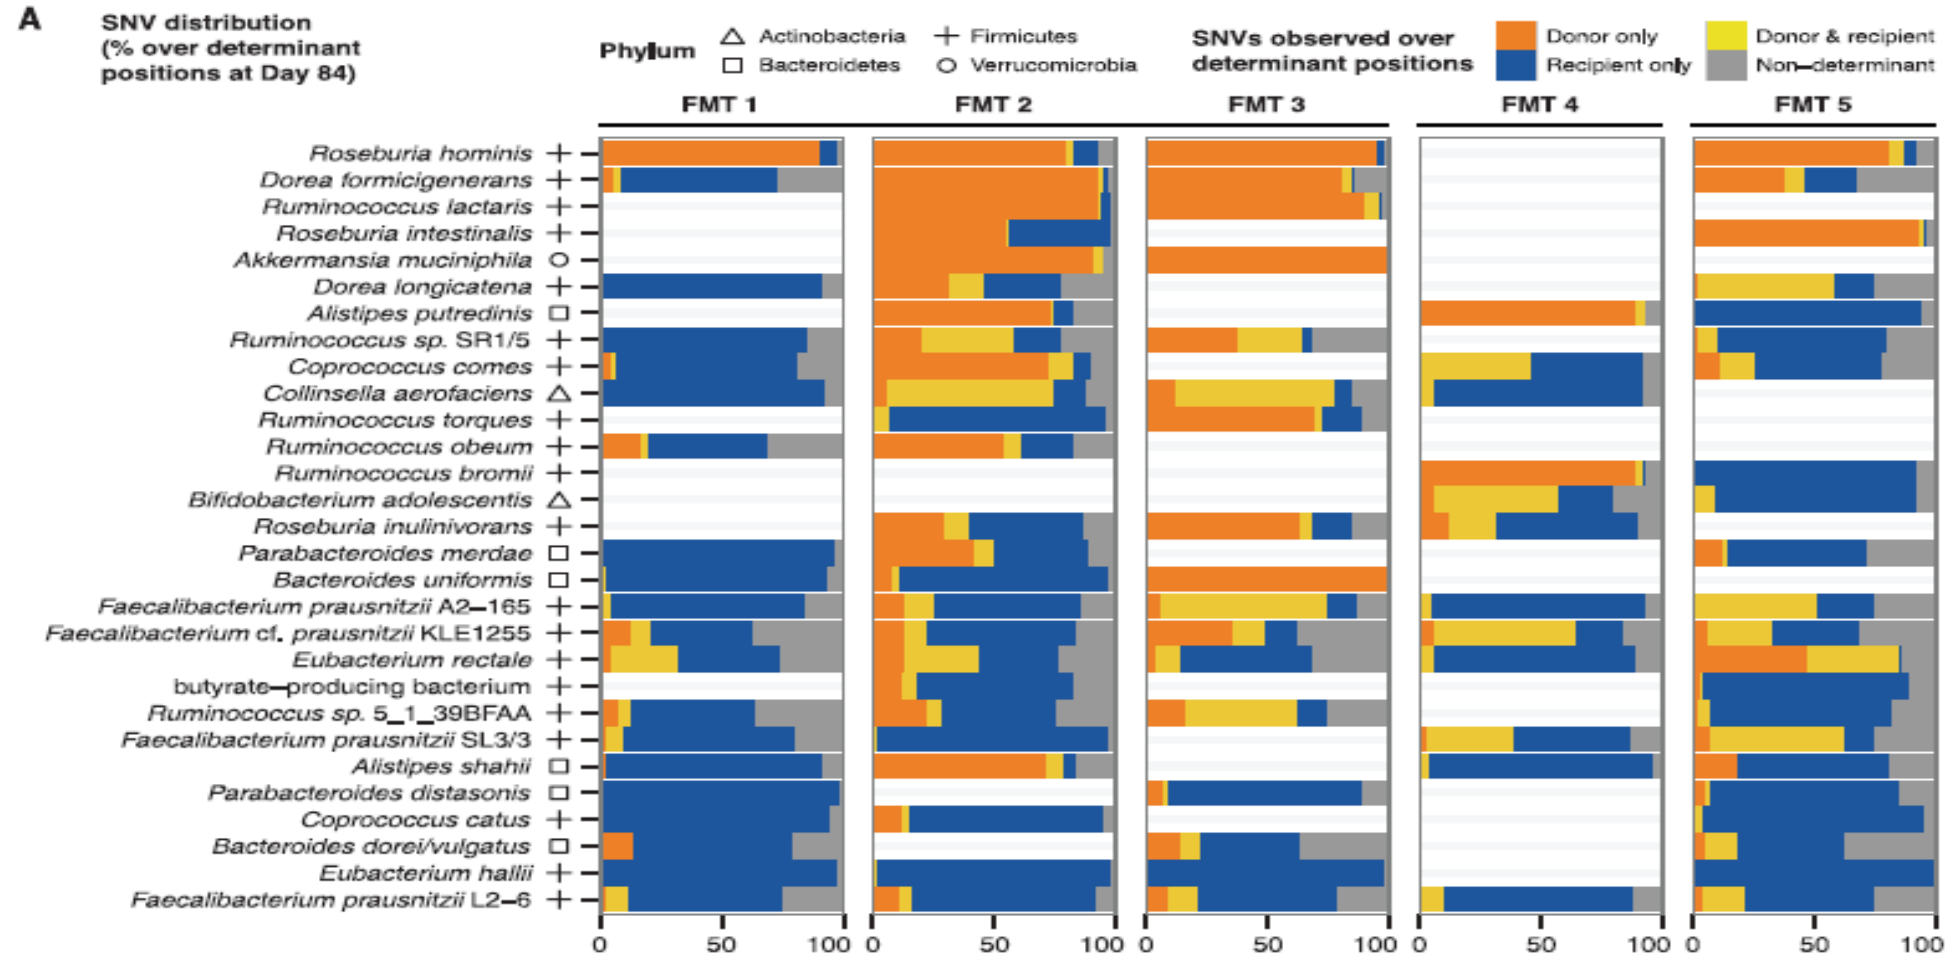 A
SNV distribution
(% over determinant
positions at Day 84)
Phylum
Actinobacteria
Firmicutes
Bacteroidetes
Verrucomicrobia
SNVs observed over
determinant positions
Donor only
Donor & recipient
Recipient only
Non–determinant
FMT 1 FMT 2 FMT 3 FMT 4 FMT 5
Roseburia hominis
Dorea formicigenerans
Ruminococcus lactaris
Roseburia intestinalis
Akkermansia muciniphila
Dorea longicatena
Alistipes putredinis
Ruminococcus sp. SR1/5
Coprococcus comes
Collinsella aerofaciens
Ruminococcus torques
Ruminococcus obeum
Ruminococcus bromii
Bifidobacterium adolescentis
Roseburia inulinivorans
Parabacteroides merdae
Bacteroides uniformis
Faecalibacterium prausnitzii A2–165
Faecalibacterium cf. prausnitzii KLE1255
Eubacterium rectale
butyrate–producing bacterium
Ruminococcus sp. 5_1_39BFAA
Faecalibacterium prausnitzii SL3/3
Alistipes shahii
Parabacteroides distasonis
Coprococcus catus
Bacteroides dorei/vulgatus
Eubacterium hallii
Faecalibacterium prausnitzii L2–6
0 50 100 0 50 100 0 50 100 0 50 100 0 50 100